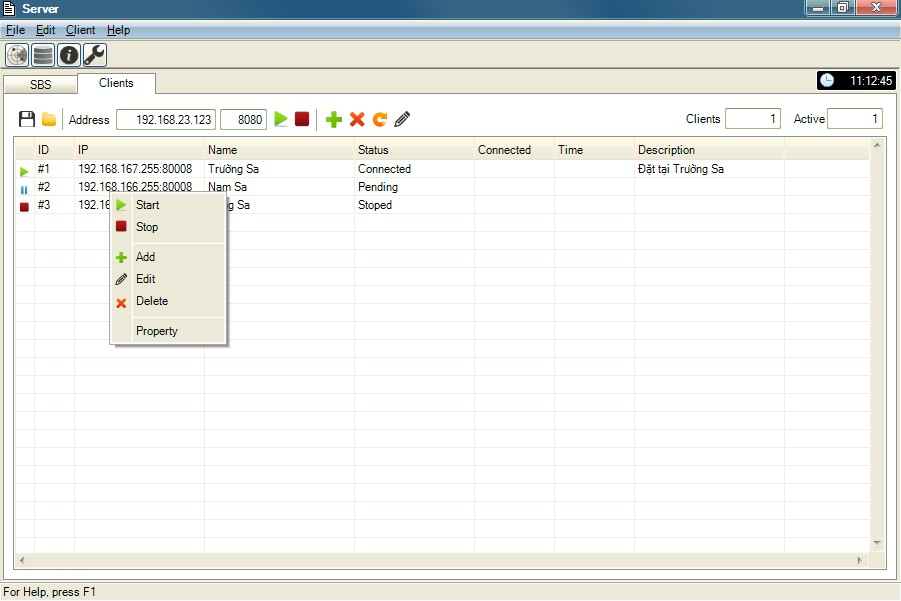 Server
File Edit Client Help
SBS Clients 11:12:45
Address 192.168.23.123 8080 Clients 1 Active 1
ID IP Name Status Connected Time Description
#1 192.168.167.255:80008 Trường Sa Connected Đặt tại Trường Sa
#2 192.168.166.255:80008 Nam Sa Pending
#3 192.16 Sa Stoped
Start
Stop
Add
Edit
Delete
Property
For Help, press F1